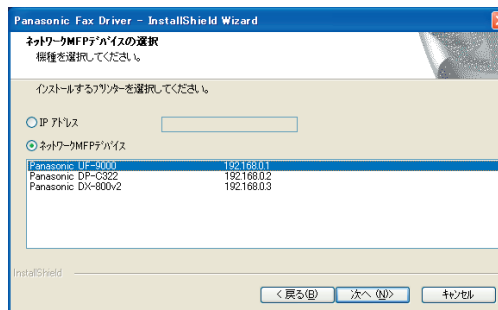 Panasonic Fax Driver - InstallShield Wizard
ネットワークMFPデバイスの選択
機種を選択してください。
インストールするプリンターを選択してください。
IP アドレス
ネットワークMFPデバイス
Panasonic UF-9000 192.168.0.1
Panasonic DP-C322 192.168.0.2
Panasonic DX-800v2 192.168.0.3
InstallShield
< 戻る(B) 次へ (N)> キャンセル